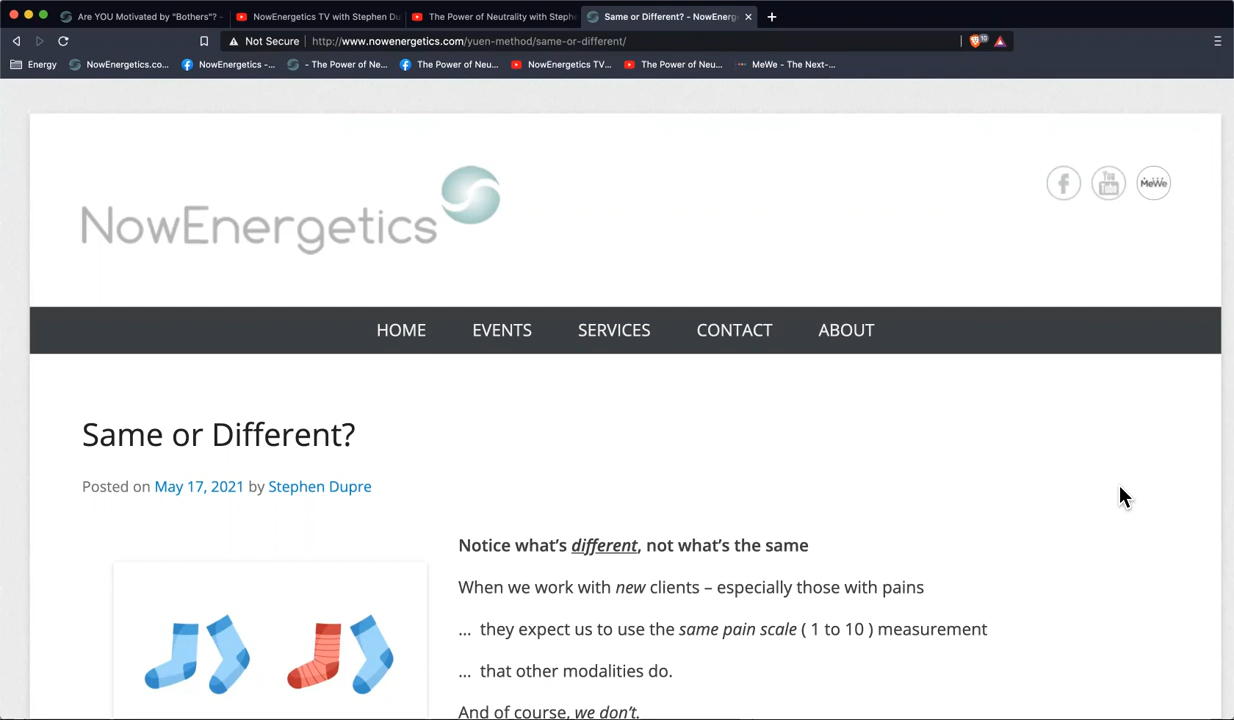 Are YOU Motivated by "Bothers"? -
NowEnergetics TV with Stephen Du
The Power of Neutrality with Steph
Same or Different? - NowEnerg
Not Secure
http://www.nowenergetics.com/yuen-method/same-or-different/
10
Energy
NowEnergetics.co...
NowEnergetics -...
- The Power of Ne...
The Power of Neu...
NowEnergetics TV...
The Power of Neu...
MeWe - The Next-...
NowEnergetics
You Tube
MeWe
HOME EVENTS SERVICES CONTACT ABOUT
Same or Different?
Posted on May 17, 2021 by Stephen Dupre
Notice what's different, not what's the same
When we work with new clients – especially those with pains
... they expect us to use the same pain scale ( 1 to 10 ) measurement
... that other modalities do.
And of course, we don't.